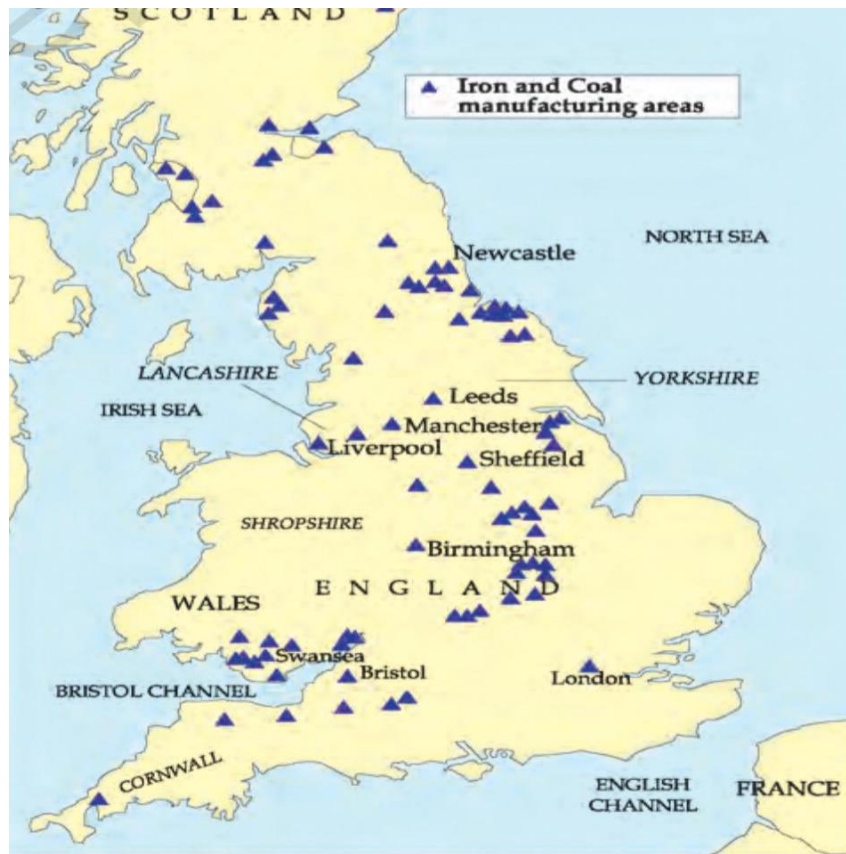 SCOTLAND
Iron and Coal
manufacturing areas
NORTH SEA
Newcastle
LANCASHIRE
YORKSHIRE
IRISH SEA
Leeds
Manchester
Liverpool
Sheffield
SHROPSHIRE
Birmingham
ENGLAND
WALES
Swansea
Bristol
London
BRISTOL CHANNEL
CORNWALL
ENGLISH
CHANNEL
FRANCE